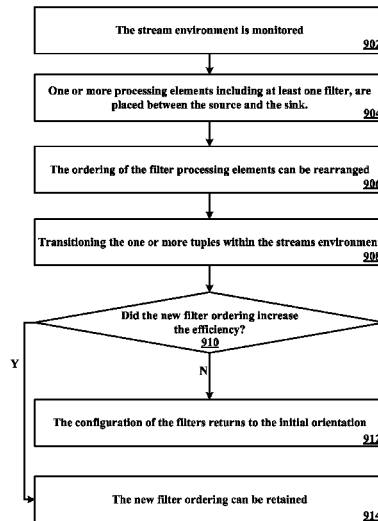 The stream environment is monitored
902
One or more processing elements including at least one filter, are
placed between the source and the sink.
904
The ordering of the filter processing elements can be rearranged
906
Transitioning the one or more tuples within the streams environment
908
Did the new filter ordering increase
the efficiency?
910
Y
N
The configuration of the filters returns to the initial orientation
912
The new filter ordering can be retained
914